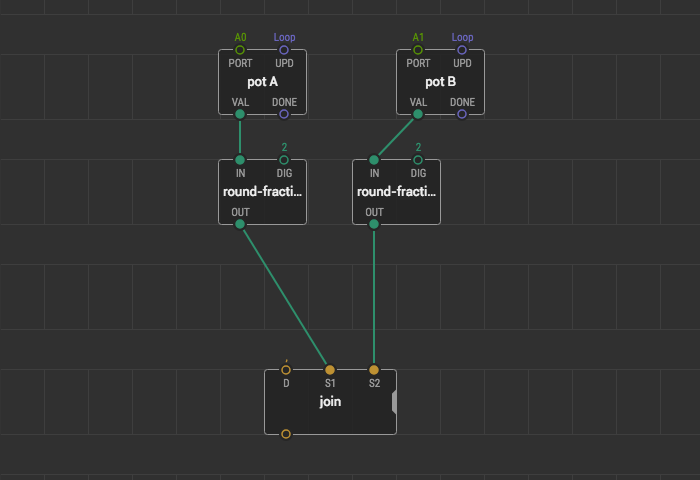 A0 Loop A1 Loop
PORT UPD PORT UPD
pot A pot B
VAL DONE VAL DONE
2 2
IN DIG IN DIG
round-fracti... round-fracti...
OUT OUT
D S1 S2
join